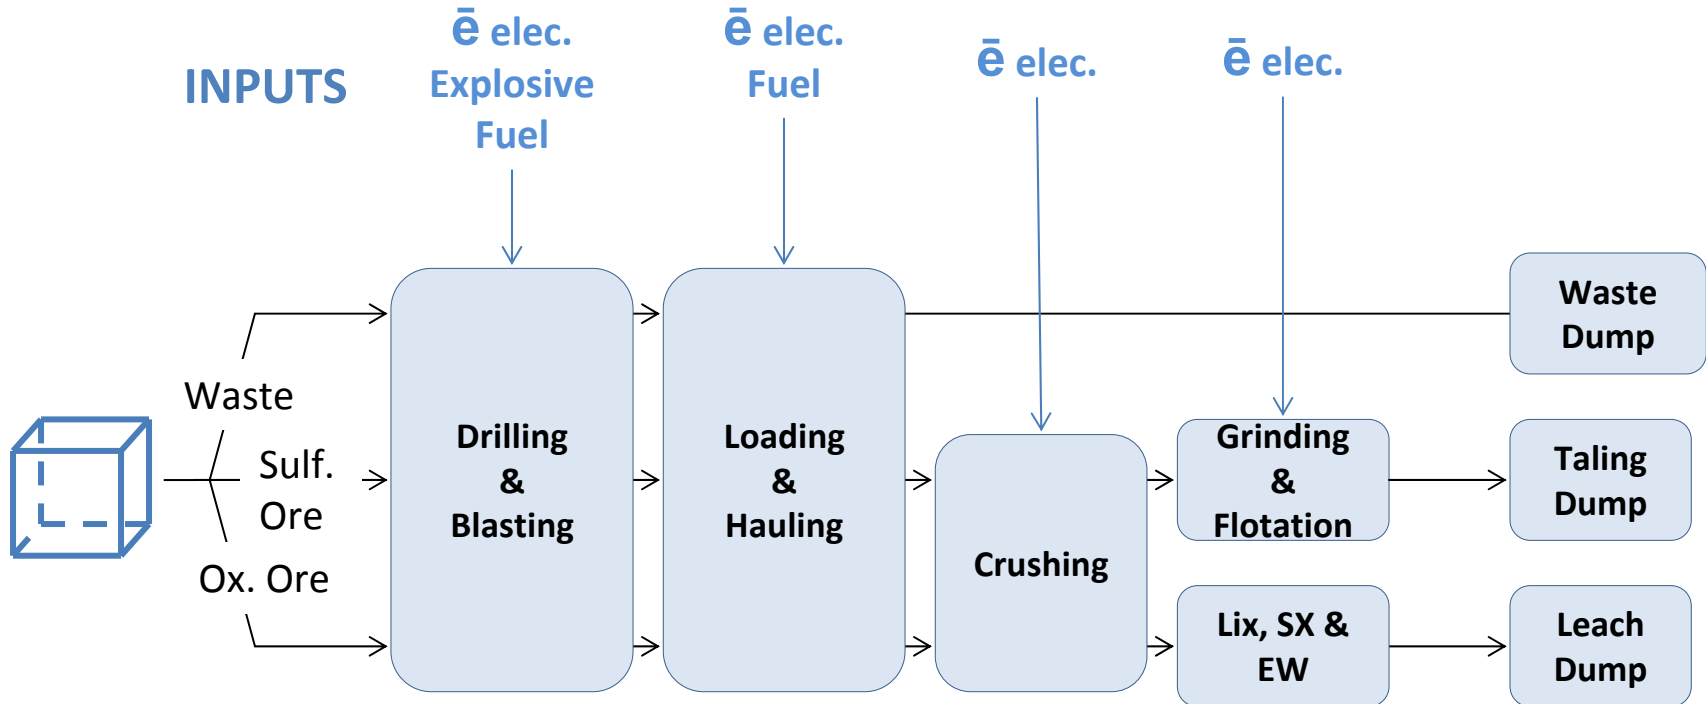 INPUTS
ē elec.
Explosive
Fuel
ē elec.
Fuel
ē elec.
ē elec.
Waste
Sulf.
Ore
Ox. Ore
Drilling
&
Blasting
Loading
&
Hauling
Crushing
Grinding
&
Flotation
Lix, SX &
EW
Waste
Dump
Taling
Dump
Leach
Dump